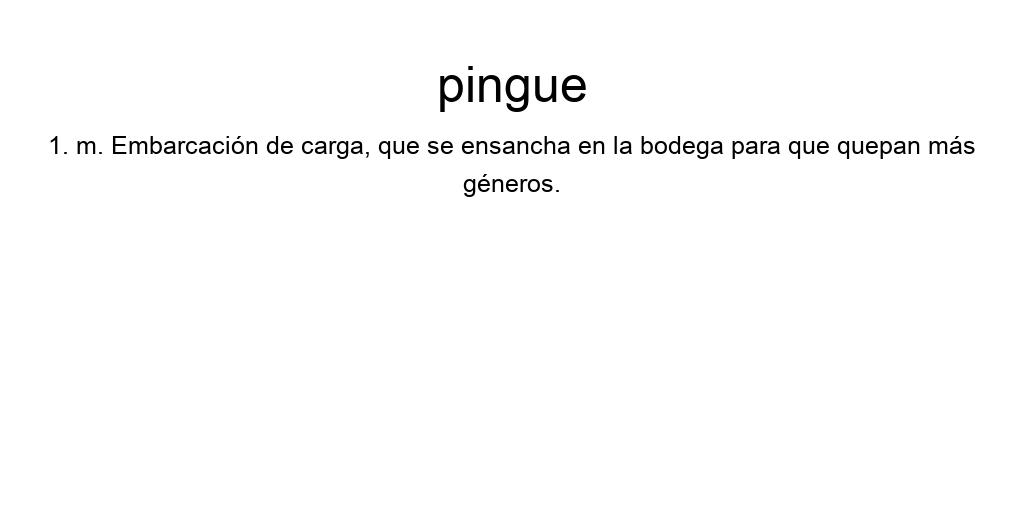 pingue
1. m. Embarcación de carga, que se ensancha en la bodega para que quepan más
géneros.